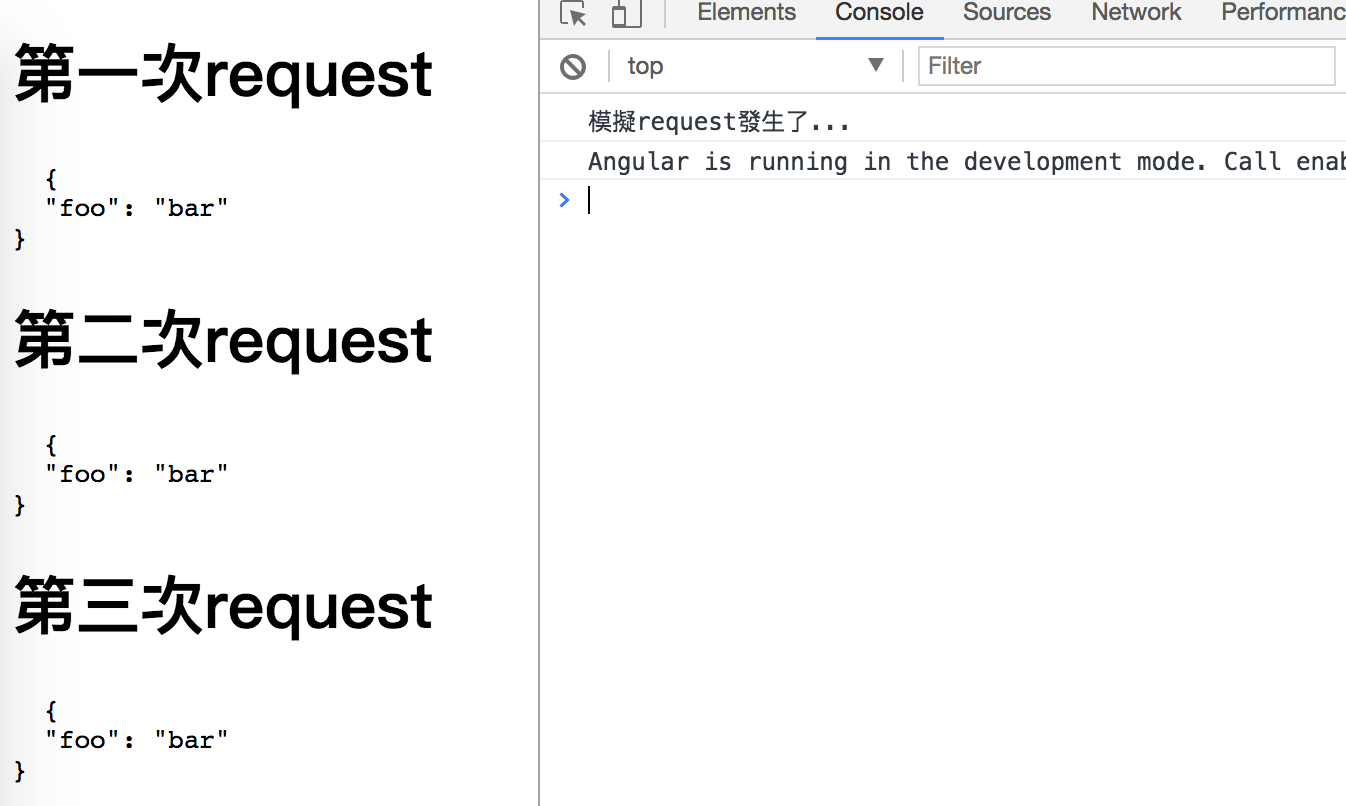 第一次request
{
"foo": "bar"
}
第二次request
{
"foo": "bar"
}
第三次request
{
"foo": "bar"
}
Elements Console Sources Network Performanc
top Filter
模擬request發生了...
Angular is running in the development mode. Call enab